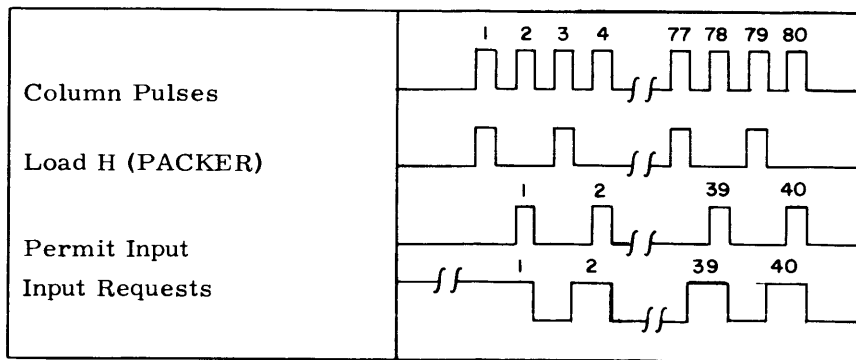 1 2 3 4 77 78 79 80
Column Pulses
Load H (PACKER)
1 2 39 40
Permit Input
1 2 39 40
Input Requests